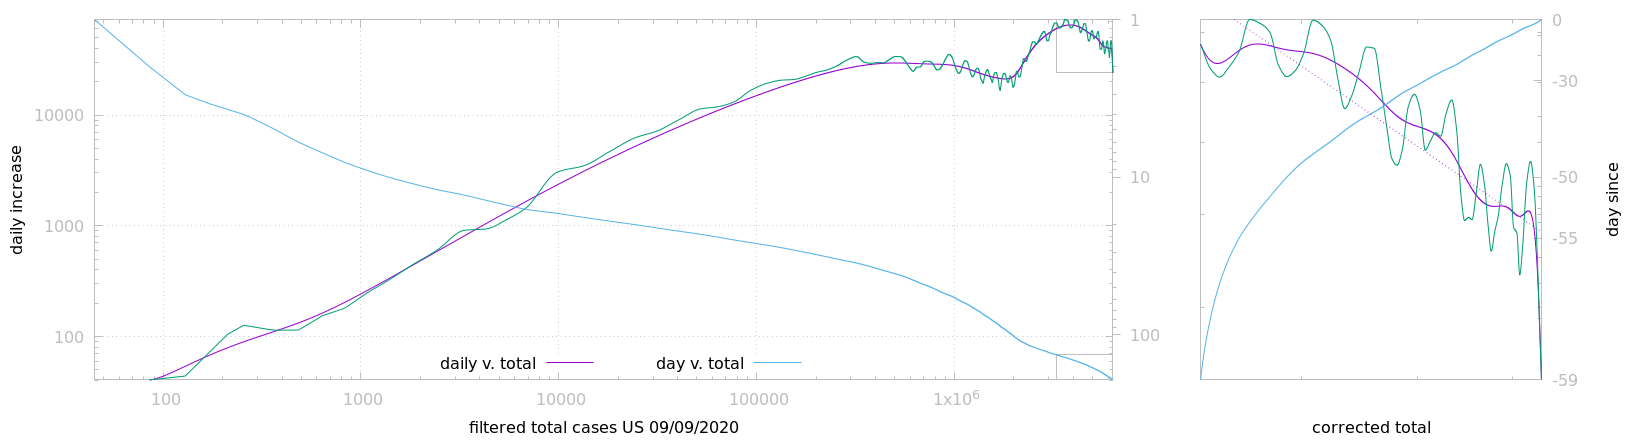 daily increase
10000
1000
100
daily v. total
day v. total
1
10
100
100
1000
10000
100000
1x10⁶
filtered total cases US 09/09/2020
0
-30
-50
-55
-59
day since
corrected total